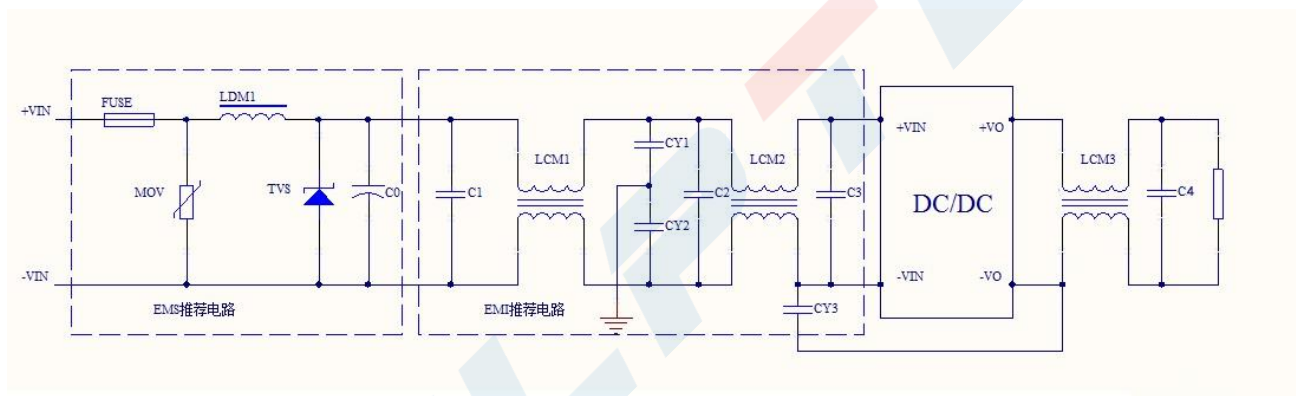 FUSE
LDM1
+VIN
MOV
TVS
C0
-VIN
EMS推荐电路
C1
LCM1
CY1
CY2
C2
LCM2
C3
EMI推荐电路
CY3
+VIN
+VO
DC/DC
-VIN
-VO
LCM3
C4